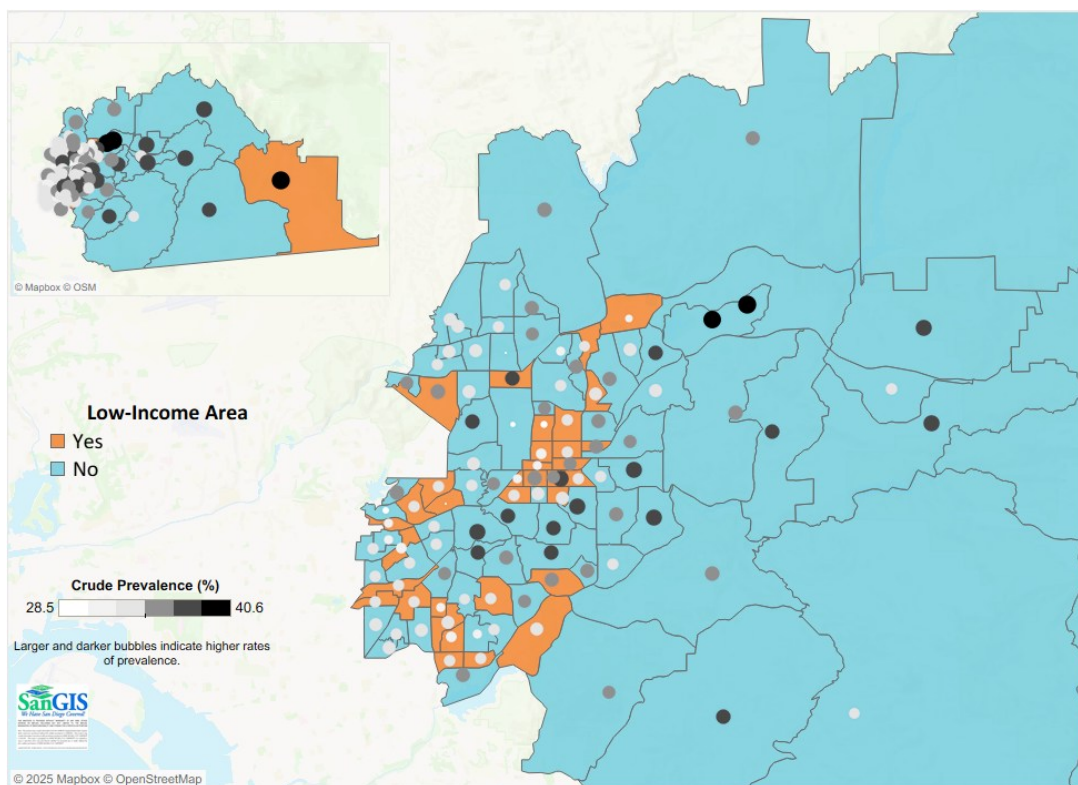 © Mapbox © OSM
Low-Income Area
Yes
No
Crude Prevalence (%)
28.5
40.6
Larger and darker bubbles indicate higher rates
of prevalence.
SanGIS
We Have San Diego Covered!
© 2025 Mapbox © OpenStreetMap